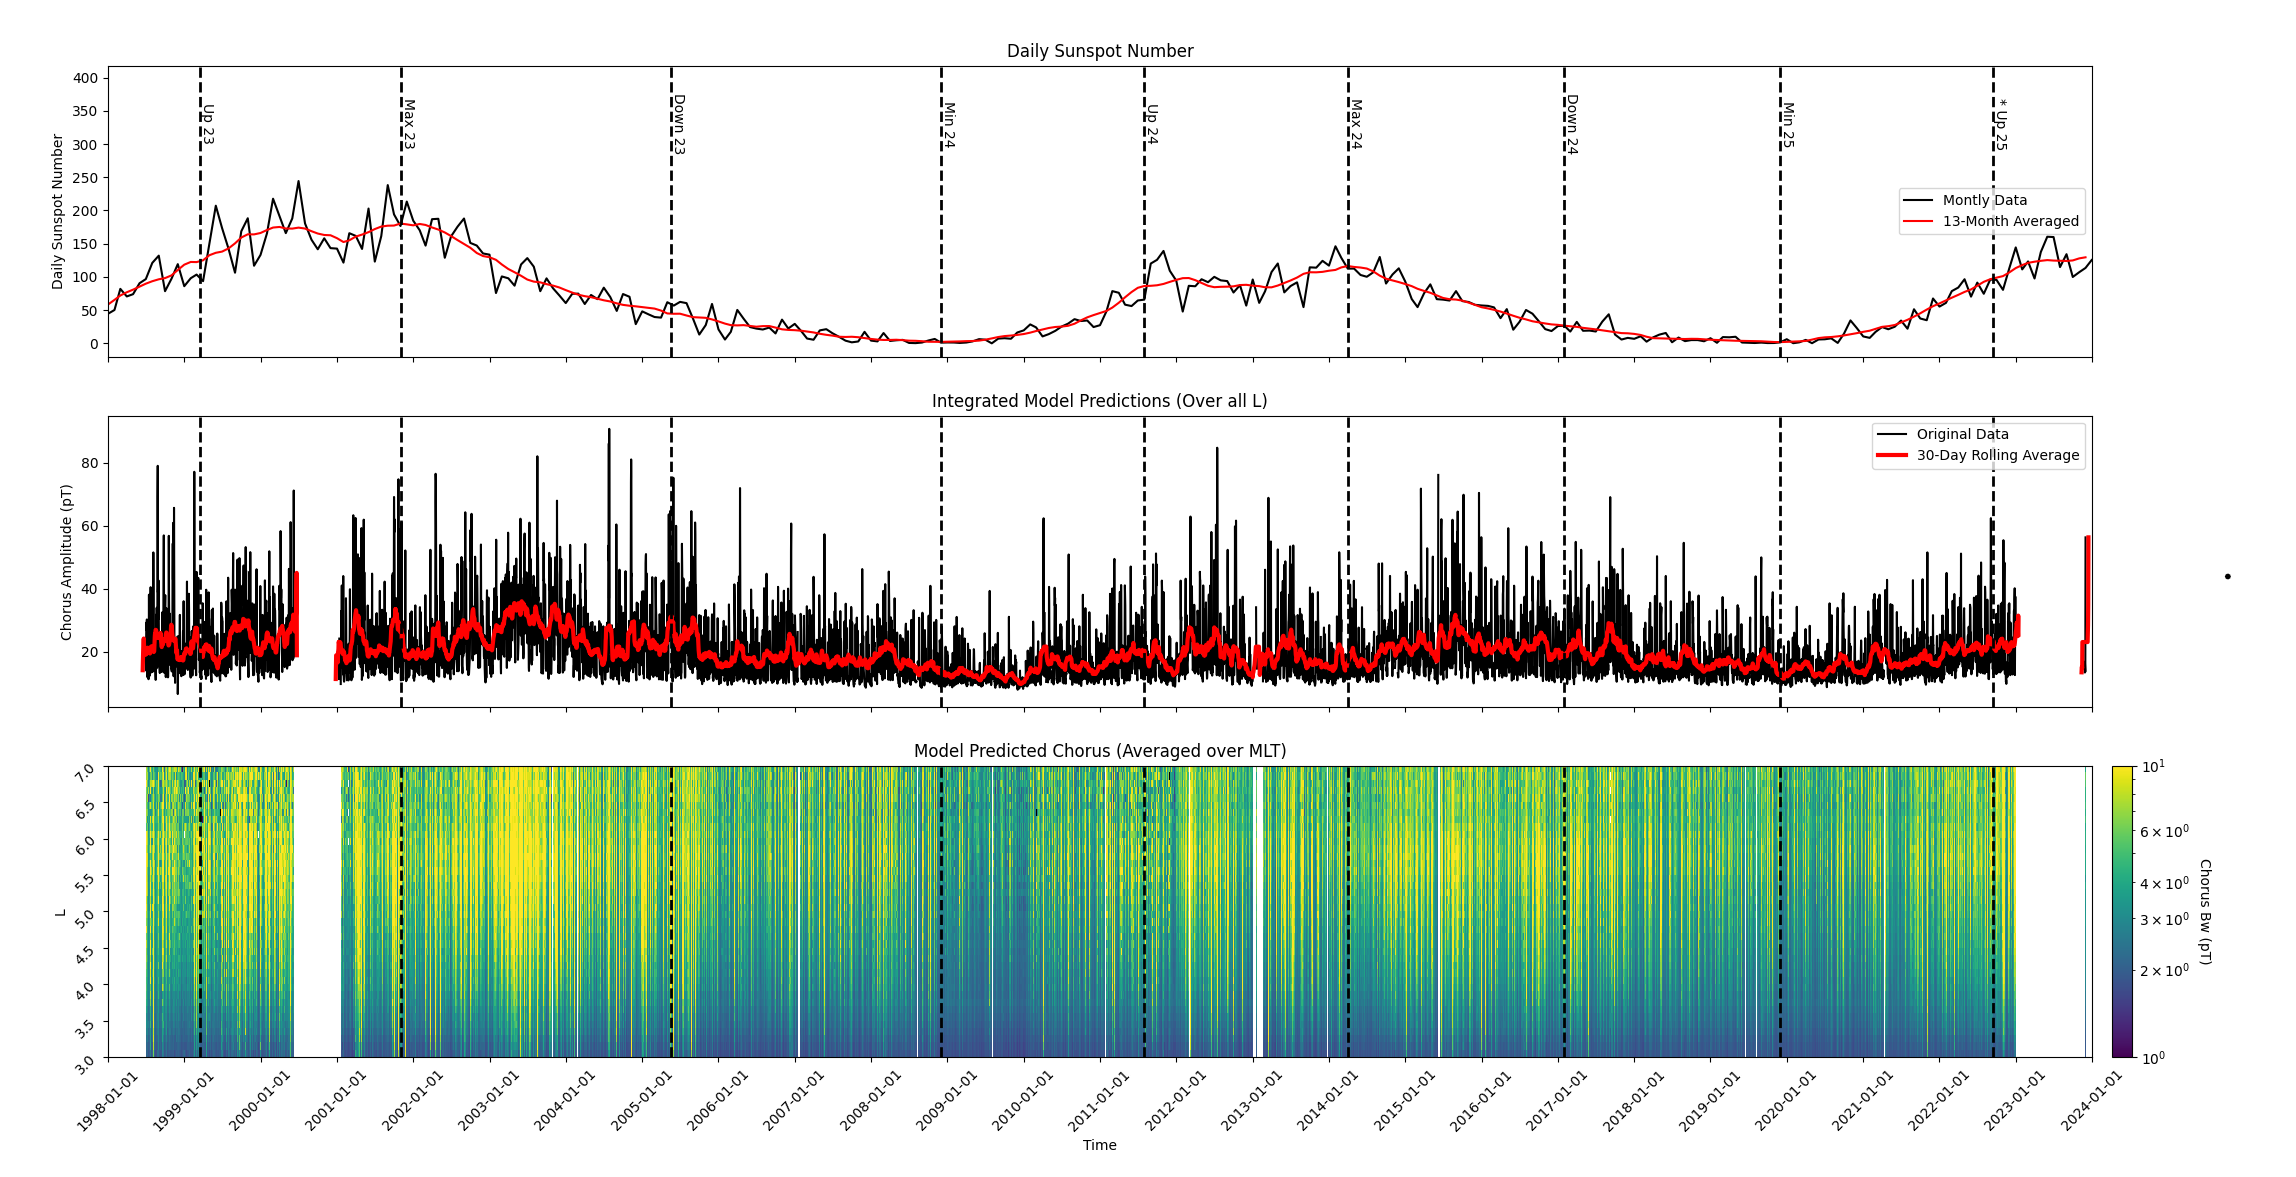 Daily Sunspot Number
Daily Sunspot Number
400
350
300
250
200
150
100
50
0
Up 23
Max 23
Down 23
Min 24
Up 24
Max 24
Down 24
Min 25
* Up 25
Montly Data
13-Month Averaged
Integrated Model Predictions (Over all L)
Chorus Amplitude (pT)
80
60
40
20
Original Data
30-Day Rolling Average
Model Predicted Chorus (Averaged over MLT)
L
7.0
6.5
6.0
5.5
5.0
4.5
4.0
3.5
3.0
1998-01-01
1999-01-01
2000-01-01
2001-01-01
2002-01-01
2003-01-01
2004-01-01
2005-01-01
2006-01-01
2007-01-01
2008-01-01
2009-01-01
2010-01-01
2011-01-01
2012-01-01
2013-01-01
2014-01-01
2015-01-01
2016-01-01
2017-01-01
2018-01-01
2019-01-01
2020-01-01
2021-01-01
2022-01-01
2023-01-01
2024-01-01
Time
10¹
6 × 10⁰
4 × 10⁰
3 × 10⁰
2 × 10⁰
10⁰
Chorus Bw (pT)